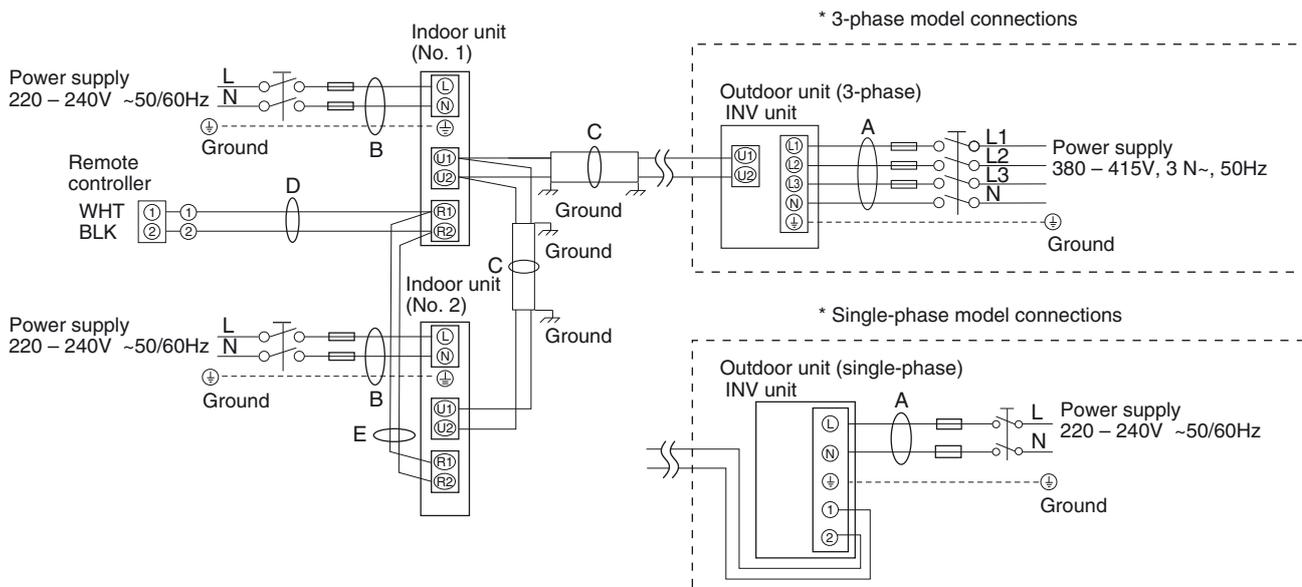 * 3-phase model connections
Indoor unit
(No. 1)
Power supply
220 – 240V ~50/60Hz
L
N
Ground
B
L
N
U1
U2
R1
R2
Remote
controller
WHT
BLK
1
2
1
2
D
C
Ground
Outdoor unit (3-phase)
INV unit
U1
U2
L1
L2
L3
N
A
L1
L2
L3
N
Power supply
380 – 415V, 3 N~, 50Hz
Ground
Ground
C
Ground
Indoor unit
(No. 2)
Power supply
220 – 240V ~50/60Hz
L
N
Ground
B
L
N
U1
U2
R1
R2
E
* Single-phase model connections
Outdoor unit (single-phase)
INV unit
L
N
1
2
A
L
N
Power supply
220 – 240V ~50/60Hz
Ground